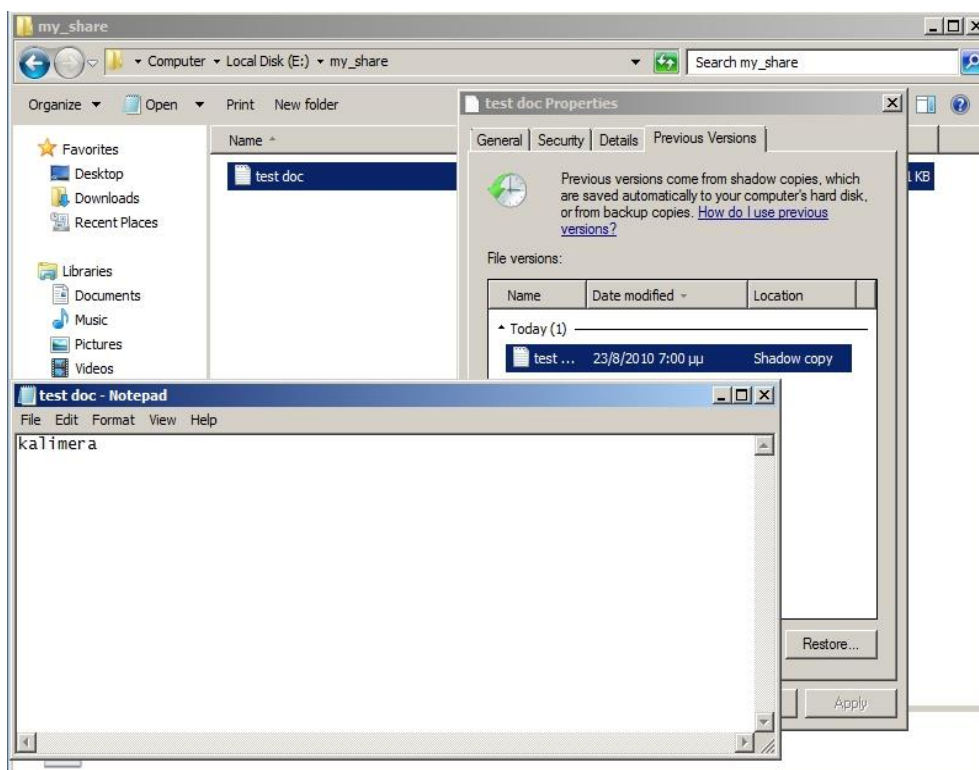 my_share
Computer Local Disk (E:) my_share
Search my_share
Organize Open Print New folder
Favorites
Desktop
Downloads
Recent Places
Libraries
Documents
Music
Pictures
Videos
Name
test doc
1 KB
test doc Properties
General Security Details Previous Versions
Previous versions come from shadow copies, which
are saved automatically to your computer's hard disk,
or from backup copies. How do I use previous
versions?
File versions:
Name Date modified Location
Today (1)
test ... 23/8/2010 7:00 μμ Shadow copy
Restore...
Apply
test doc - Notepad
File Edit Format View Help
kalimera